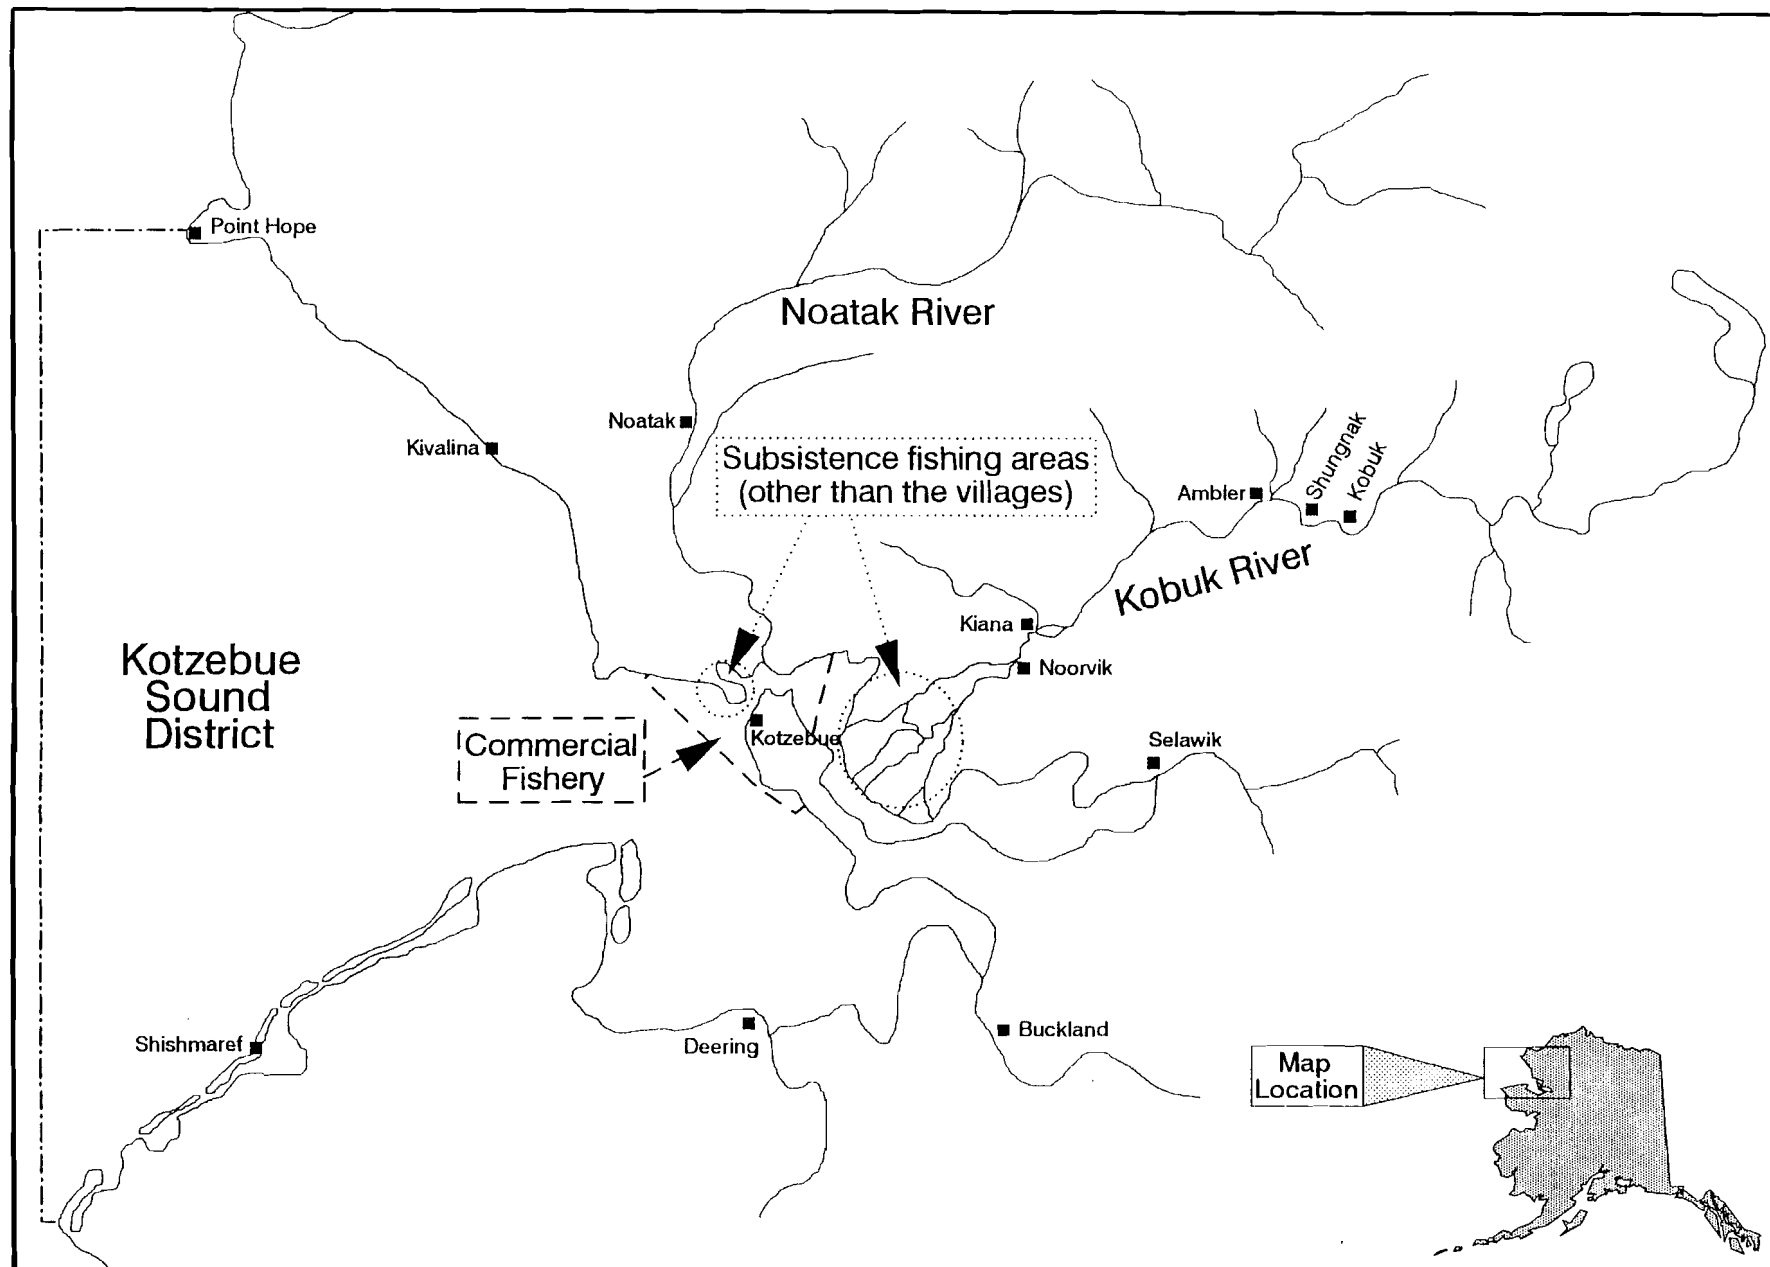 Point Hope
Noatak River
Noatak
Kivalina
Subsistence fishing areas
(other than the villages)
Ambler
Shungnak
Kobuk
Kobuk River
Kiana
Noorvik
Kotzebue
Sound
District
Commercial
Fishery
Kotzebue
Selawik
Shishmaref
Deering
Buckland
Map
Location